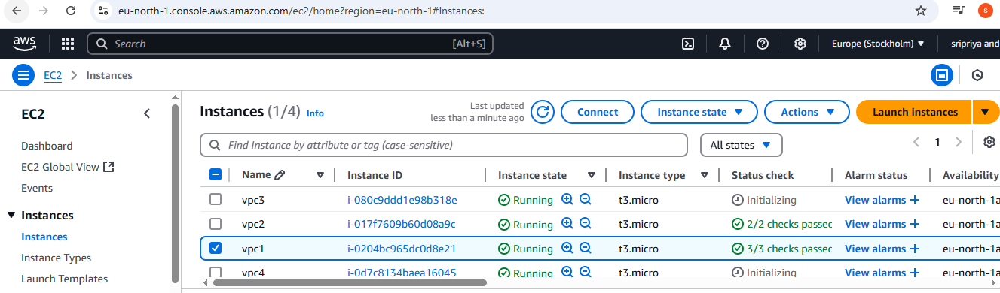 eu-north-1.console.aws.amazon.com/ec2/home?region=eu-north-1#Instances:
S
aws
Search [Alt+S]
Europe (Stockholm)
sripriya and
EC2 > Instances
EC2
Dashboard
EC2 Global View
Events
Instances
Instances
Instance Types
Launch Templates
Instances (1/4) Info
Last updated
less than a minute ago
Connect
Instance state
Actions
Launch instances
Find Instance by attribute or tag (case-sensitive)
All states
1
Name Instance ID Instance state Instance type Status check Alarm status Availability
vpc3 i-080c9ddd1e98b318e Running t3.micro Initializing View alarms + eu-north-1a
vpc2 i-017f7609b60d08a9c Running t3.micro 2/2 checks passed View alarms + eu-north-1a
vpc1 i-0204bc965dc0d8e21 Running t3.micro 3/3 checks passed View alarms + eu-north-1a
vpc4 i-0d7c8134baea16045 Running t3.micro Initializing View alarms + eu-north-1a